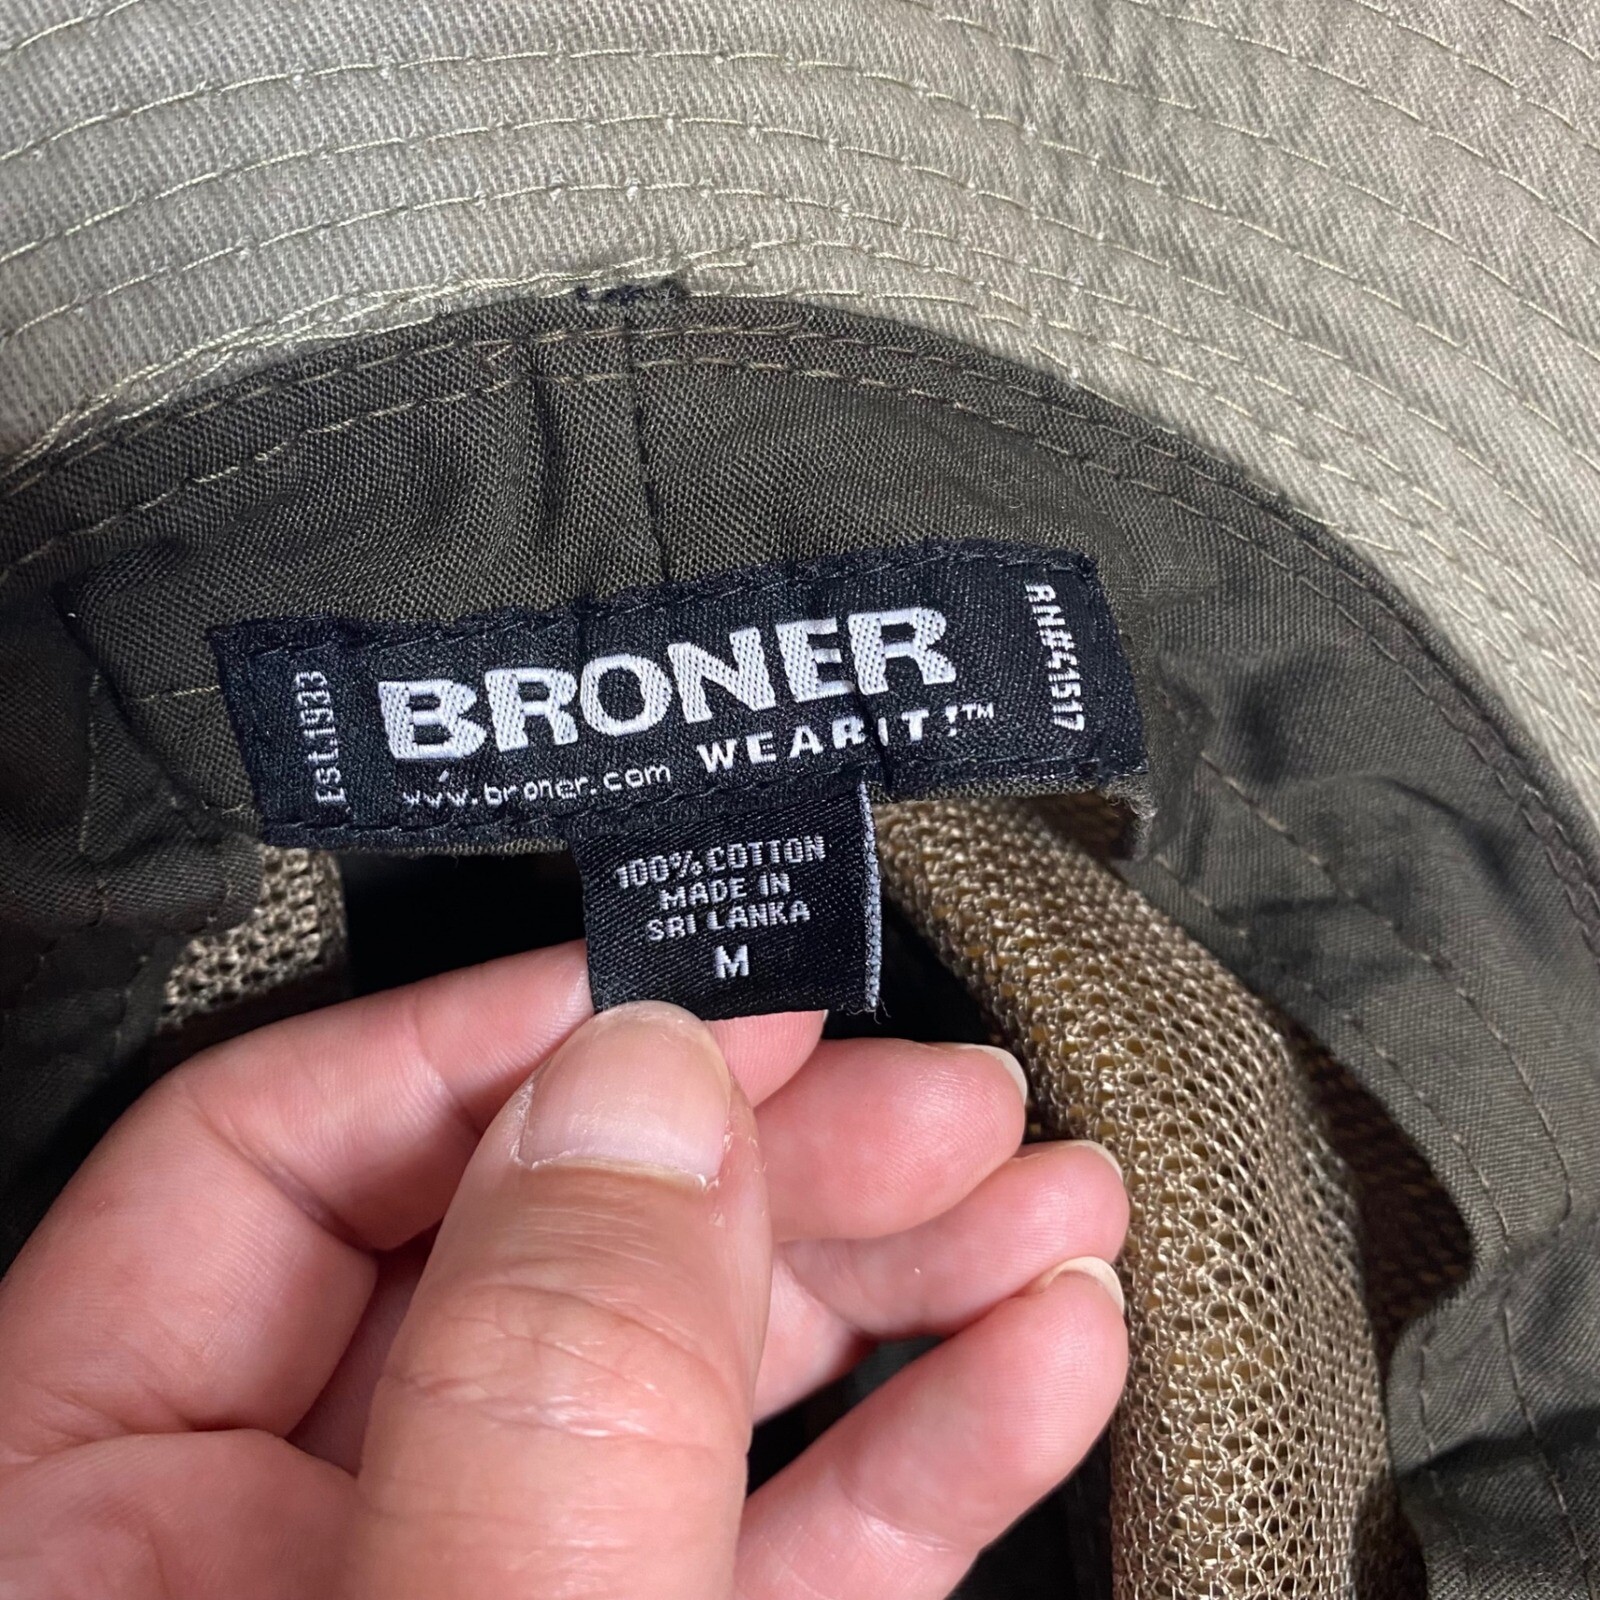 Est.1933
BRONER
www.broner.com WEAR IT!™
RN#41517
100% COTTON
MADE IN
SRI LANKA
M